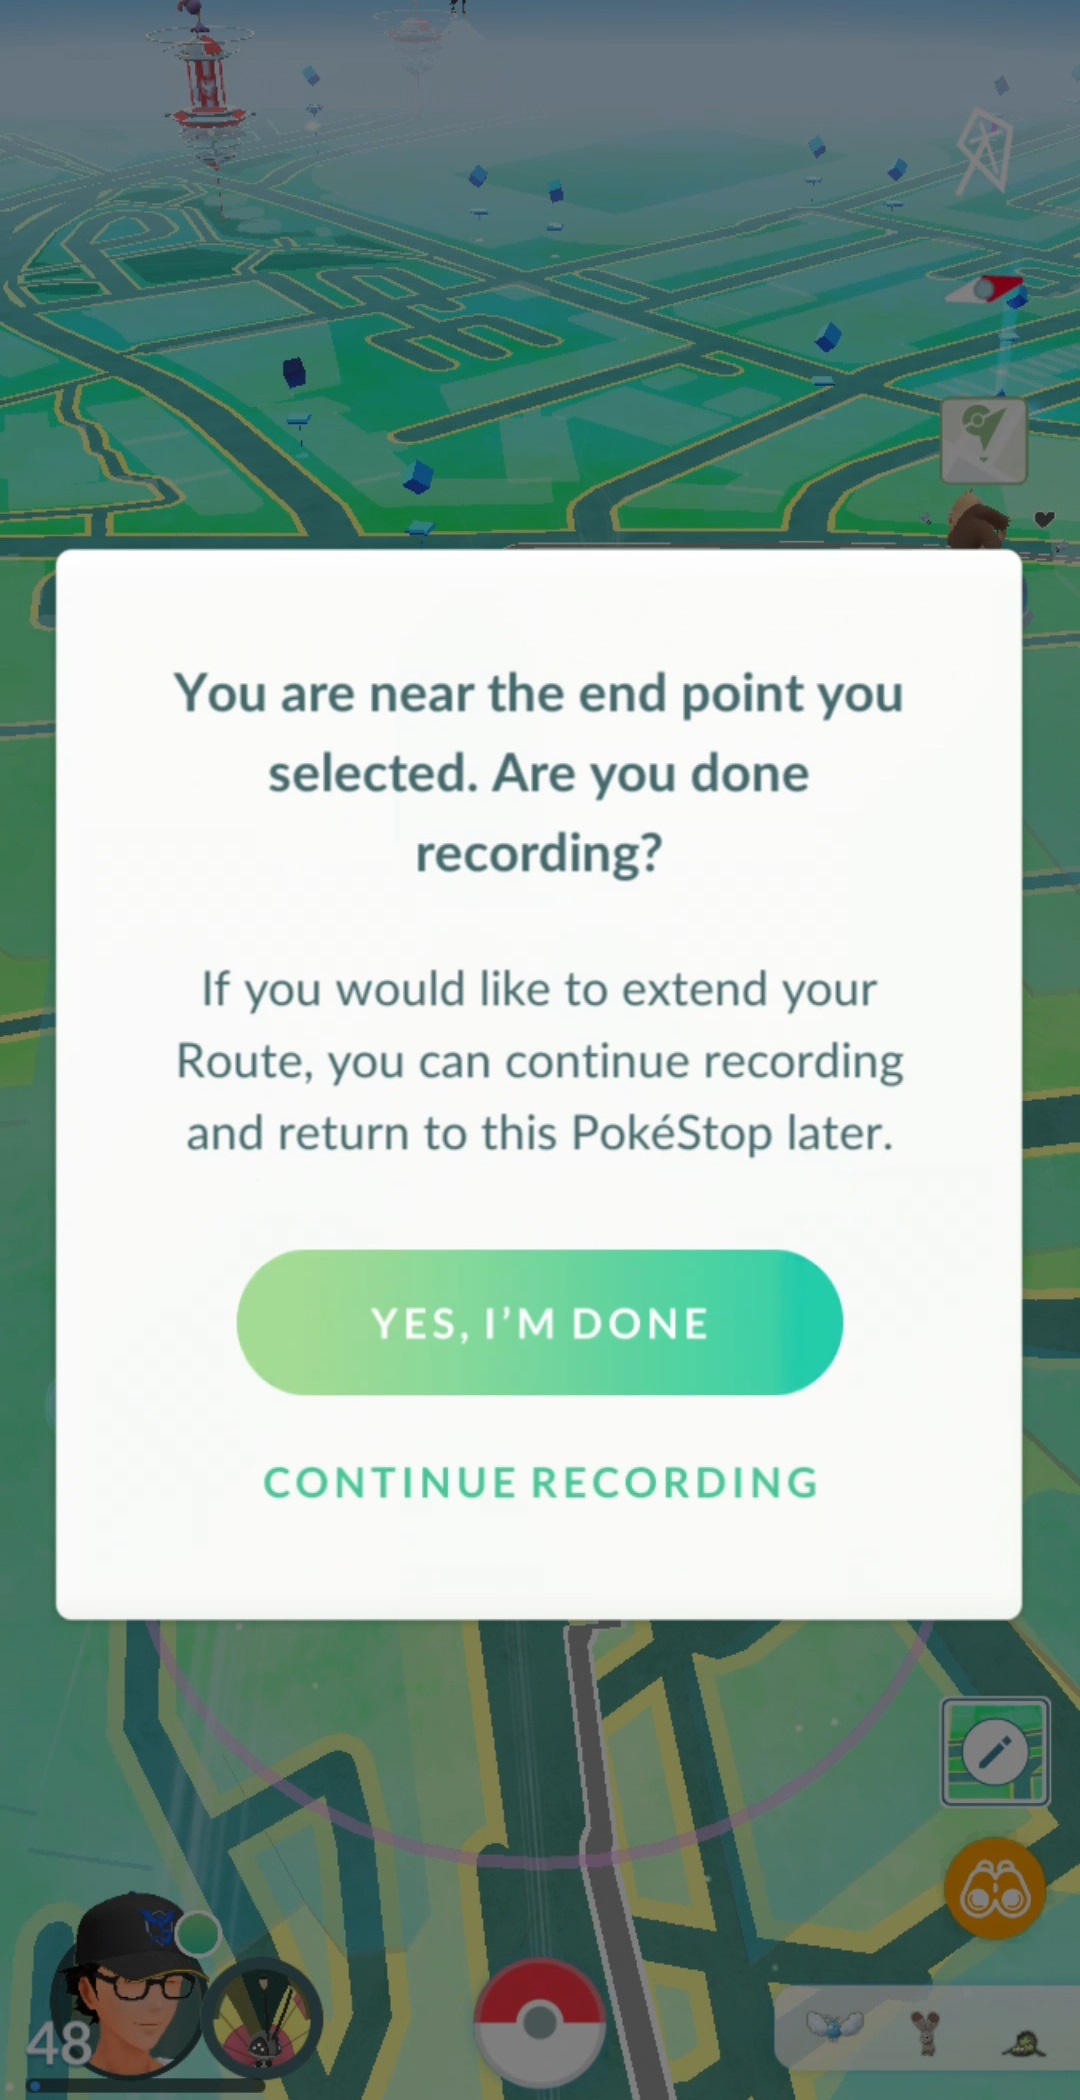 You are near the end point you
selected. Are you done
recording?
If you would like to extend your
Route, you can continue recording
and return to this PokéStop later.
YES, I’M DONE
CONTINUE RECORDING
48